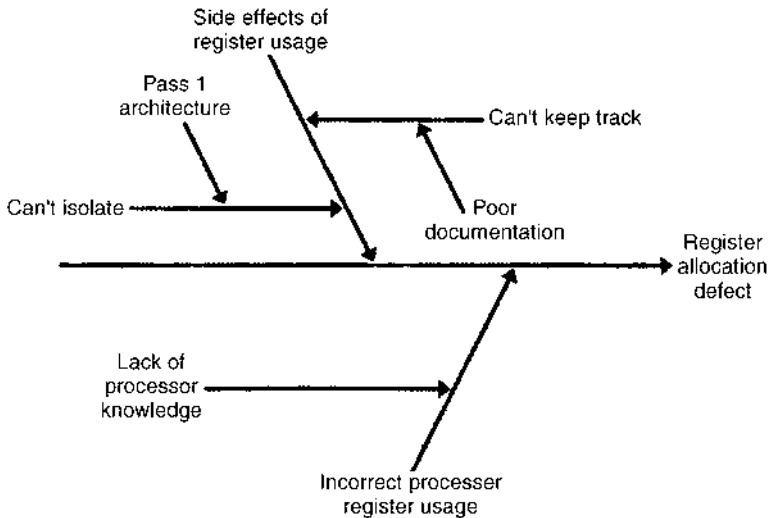 Side effects of
register usage
Pass 1
architecture
Can't keep track
Can't isolate
Poor
documentation
Register
allocation
defect
Lack of
processor
knowledge
Incorrect processer
register usage